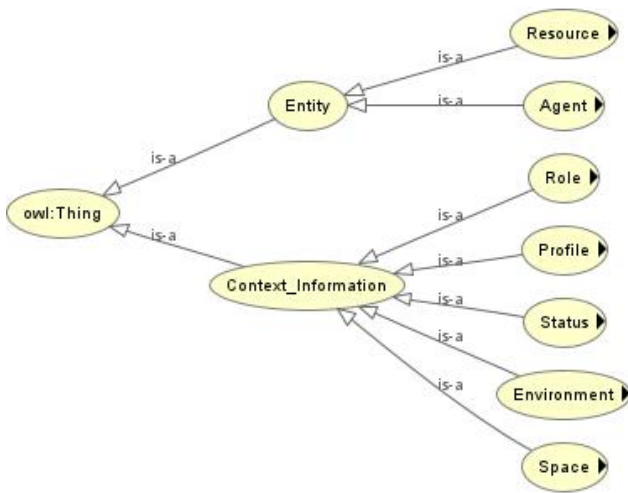 Resource
is-a
Entity
is-a
Agent
is-a
Role
owl:Thing
is-a
is-a
Profile
Context_Information
is-a
is-a
Status
is-a
Environment
is-a
Space